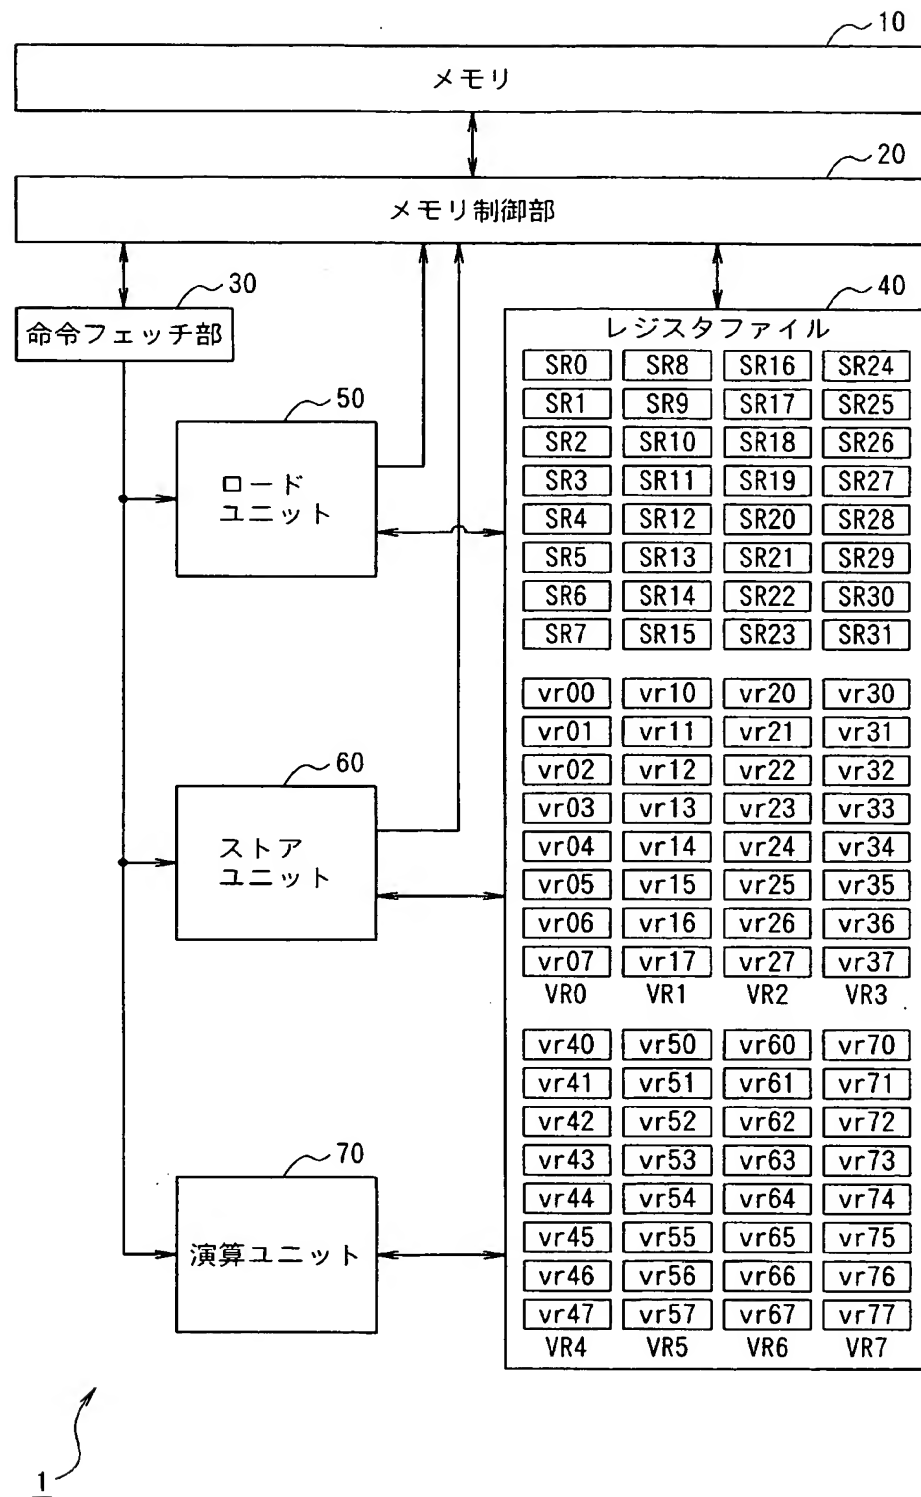 10
メモリ
20
メモリ制御部
30
命令フェッチ部
40
レジスタファイル
SR0 SR8 SR16 SR24
SR1 SR9 SR17 SR25
SR2 SR10 SR18 SR26
SR3 SR11 SR19 SR27
SR4 SR12 SR20 SR28
SR5 SR13 SR21 SR29
SR6 SR14 SR22 SR30
SR7 SR15 SR23 SR31
vr00 vr10 vr20 vr30
vr01 vr11 vr21 vr31
vr02 vr12 vr22 vr32
vr03 vr13 vr23 vr33
vr04 vr14 vr24 vr34
vr05 vr15 vr25 vr35
vr06 vr16 vr26 vr36
vr07 vr17 vr27 vr37
VR0 VR1 VR2 VR3
vr40 vr50 vr60 vr70
vr41 vr51 vr61 vr71
vr42 vr52 vr62 vr72
vr43 vr53 vr63 vr73
vr44 vr54 vr64 vr74
vr45 vr55 vr65 vr75
vr46 vr56 vr66 vr76
vr47 vr57 vr67 vr77
VR4 VR5 VR6 VR7
50
ロード
ユニット
60
ストア
ユニット
70
演算ユニット
1